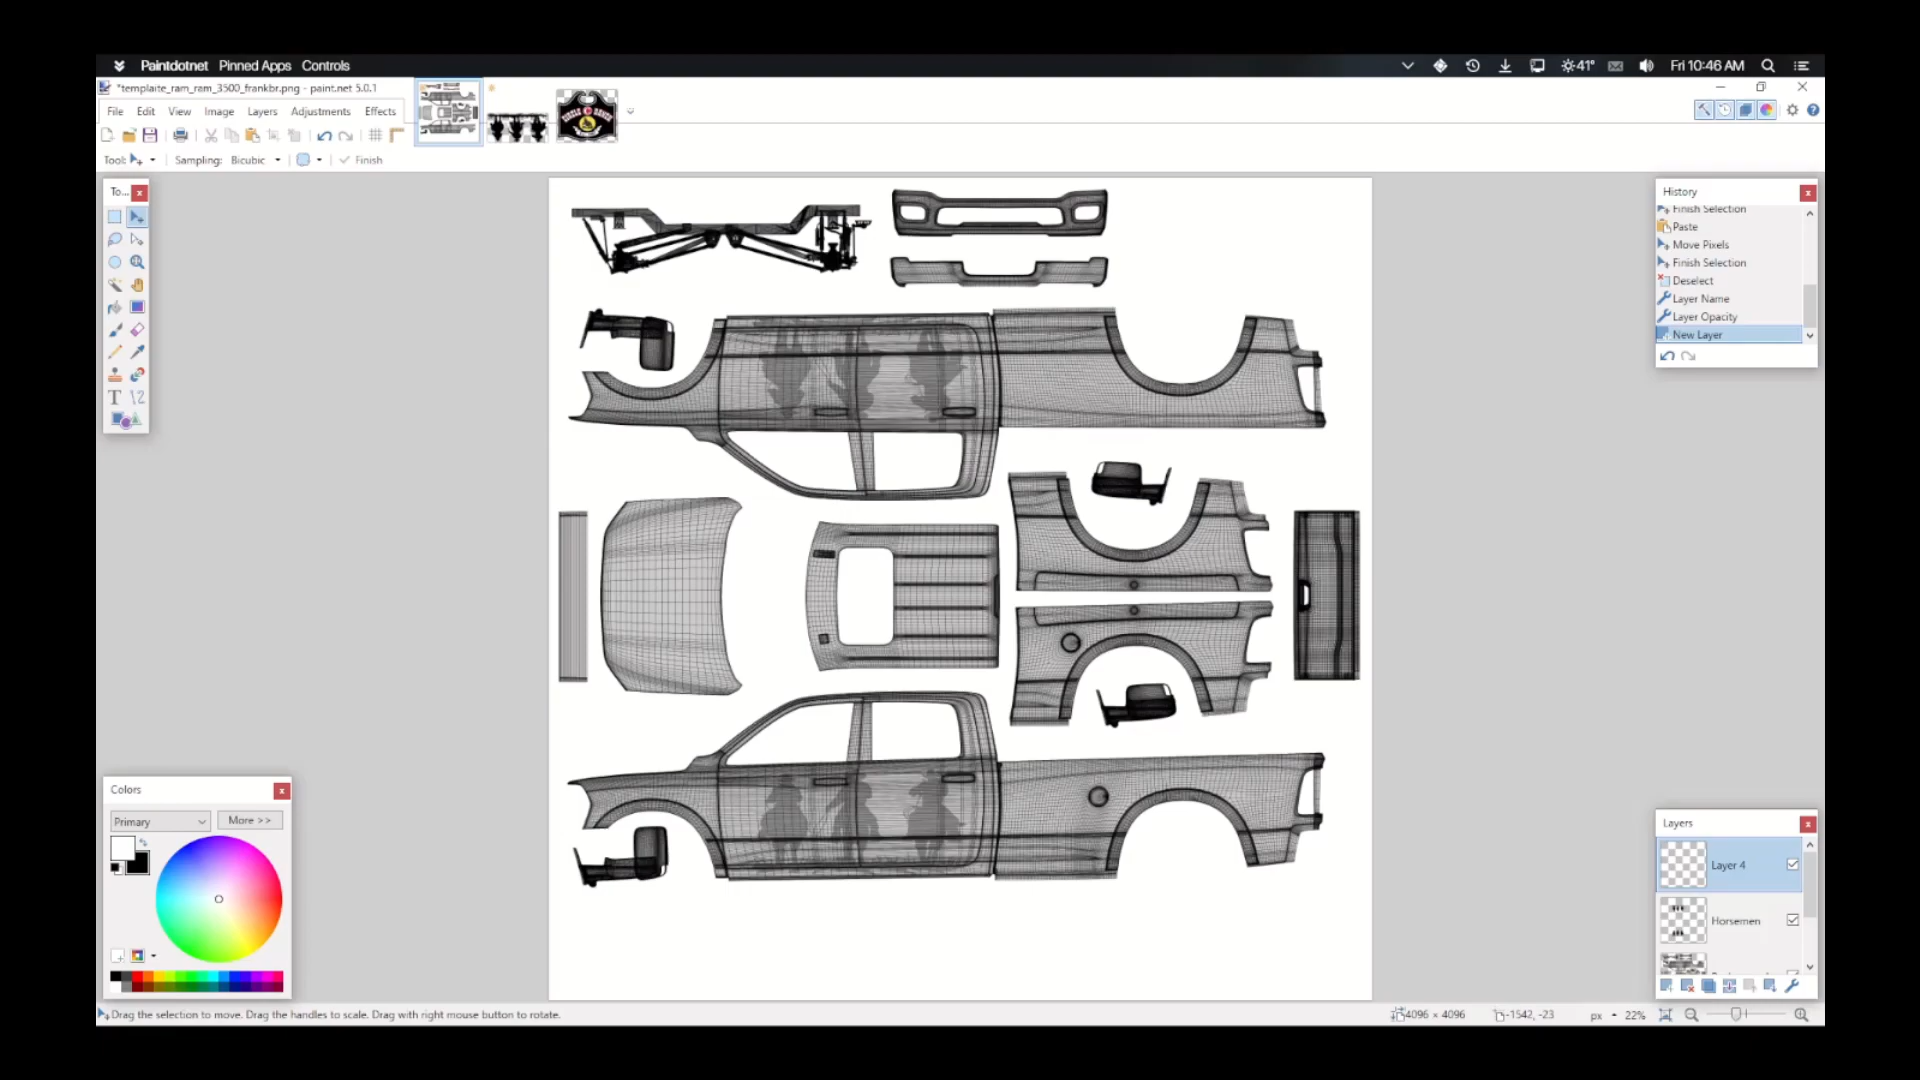 Paintdotnet Pinned Apps Controls
41° Fri 10:46 AM
*templaite_ram_ram_3500_frankbr.png - paint.net 5.0.1
File Edit View Image Layers Adjustments Effects
Tool: Sampling: Bicubic Finish
To...
History
Finish Selection
Paste
Move Pixels
Finish Selection
Deselect
Layer Name
Layer Opacity
New Layer
Colors
Primary More >>
Layers
Layer 4
Horsemen
Drag the selection to move. Drag the handles to scale. Drag with right mouse button to rotate.
4096 × 4096 -1542, -23 px 22%